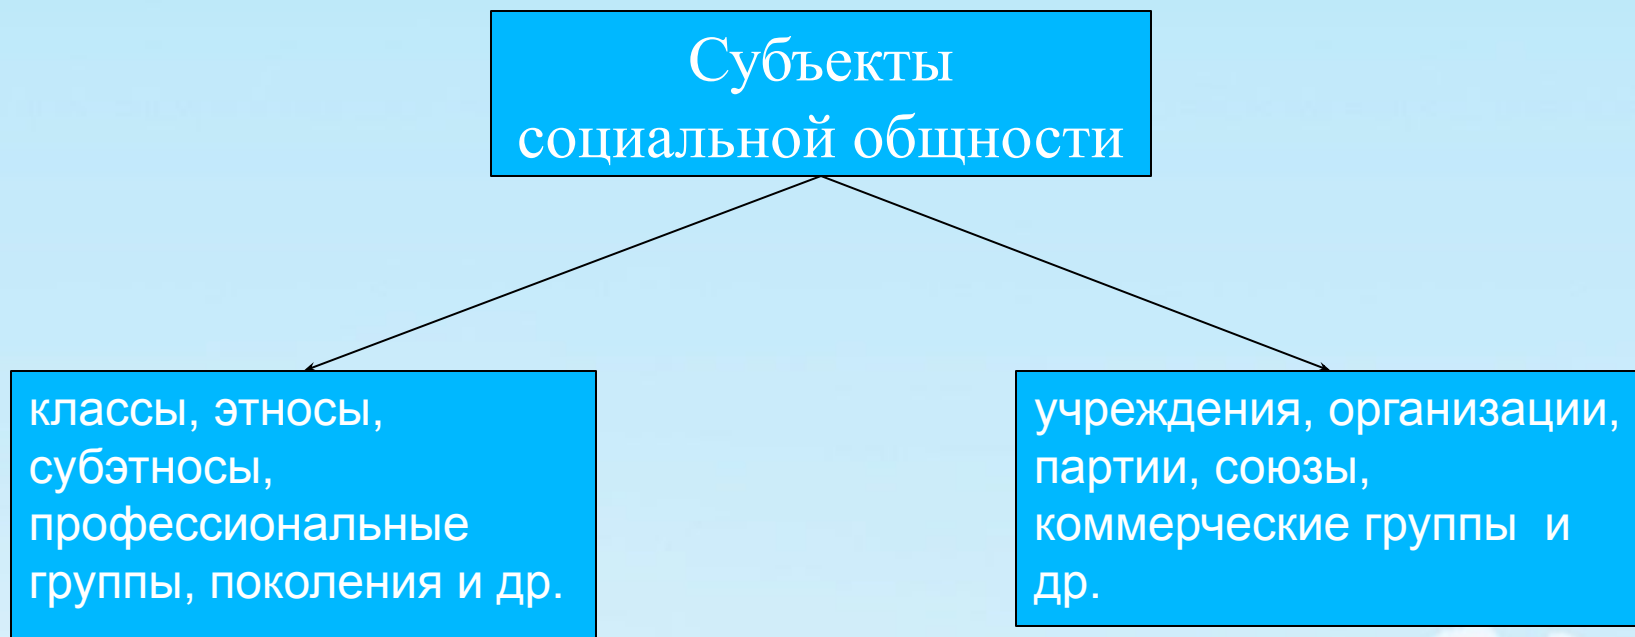 Субъекты
социальной общности
классы, этносы,
субэтносы,
профессиональные
группы, поколения и др.
учреждения, организации,
партии, союзы,
коммерческие группы  и
др.